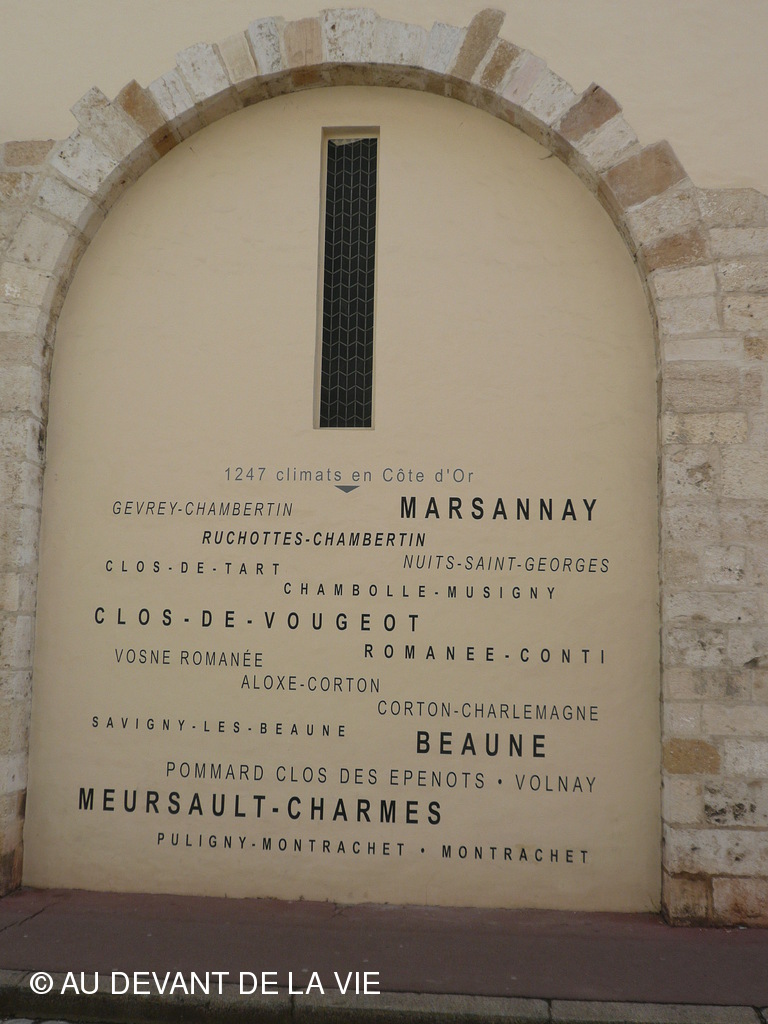 1247 climats en Côte d'Or
GEVREY-CHAMBERTIN
MARSANNAY
RUCHOTTES-CHAMBERTIN
NUITS-SAINT-GEORGES
CLOS-DE-TART
CHAMBOLLE-MUSIGNY
CLOS-DE-VOUGEOT
ROMANEE-CONTI
VOSNE ROMANÉE
ALOXE-CORTON
CORTON-CHARLEMAGNE
SAVIGNY-LES-BEAUNE
BEAUNE
POMMARD CLOS DES EPENOTS • VOLNAY
MEURSAULT-CHARMES
PULIGNY-MONTRACHET • MONTRACHET
© AU DEVANT DE LA VIE